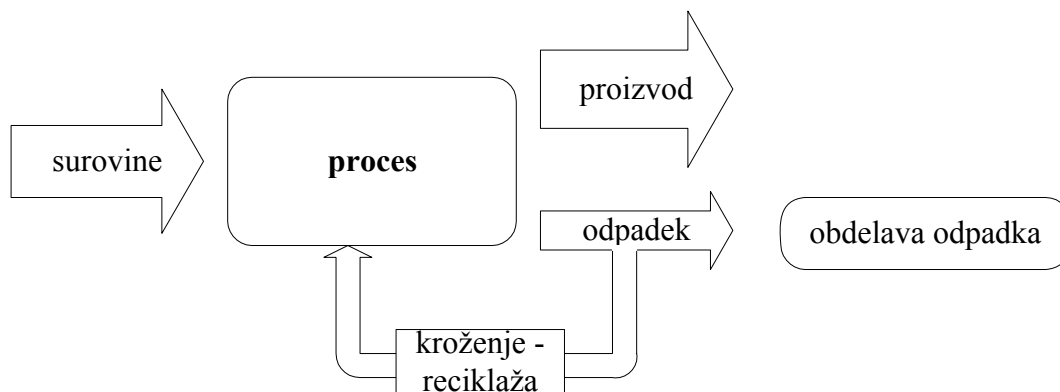 surovine
proces
proizvod
odpadek
obdelava odpadka
kroženje -
reciklaža